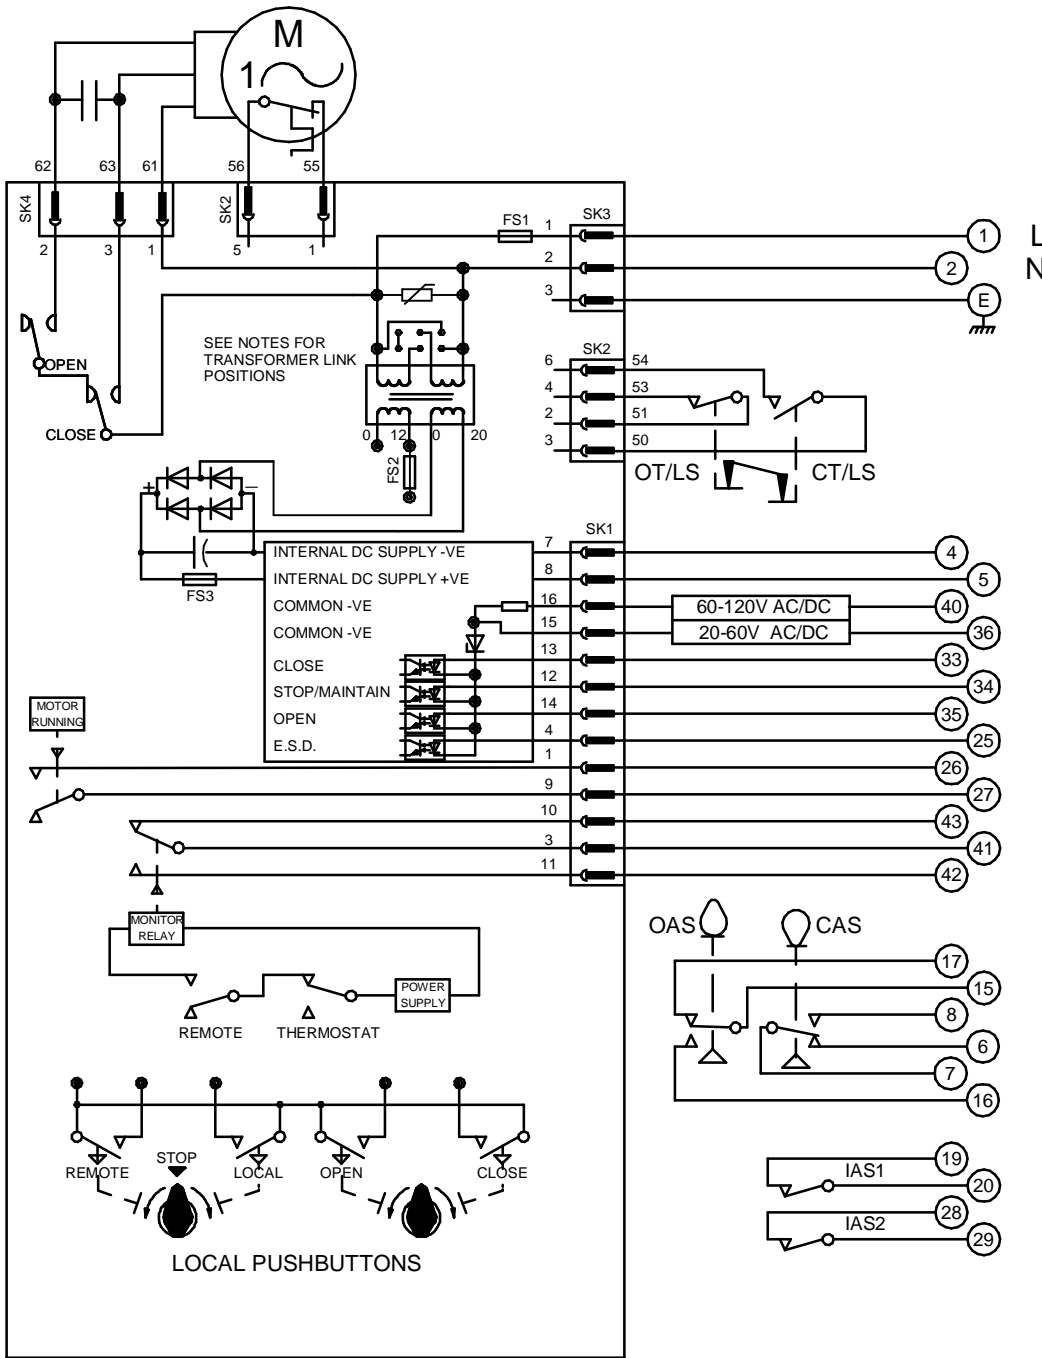 M
1
62 63 61 56 55
SK4
SK2
2 3 1 5 1
FS1
SK3
1
1
L
2
2
N
3
E
SEE NOTES FOR
TRANSFORMER LINK
POSITIONS
OPEN
CLOSE
0 12 0 20
FS2
SK2
6 54
4 53
2 51
3 50
OT/LS
CT/LS
+
−
FS3
SK1
INTERNAL DC SUPPLY -VE 7 4
INTERNAL DC SUPPLY +VE 8 5
COMMON -VE 16 60-120V AC/DC 40
COMMON -VE 15 20-60V AC/DC 36
CLOSE 13 33
STOP/MAINTAIN 12 34
OPEN 14 35
E.S.D. 4 25
MOTOR
RUNNING
1 26
9 27
10 43
3 41
11 42
MONITOR
RELAY
REMOTE
THERMOSTAT
POWER
SUPPLY
OAS
CAS
17
15
8
6
7
16
REMOTE
STOP
LOCAL
OPEN
CLOSE
LOCAL PUSHBUTTONS
19
IAS1
20
28
IAS2
29